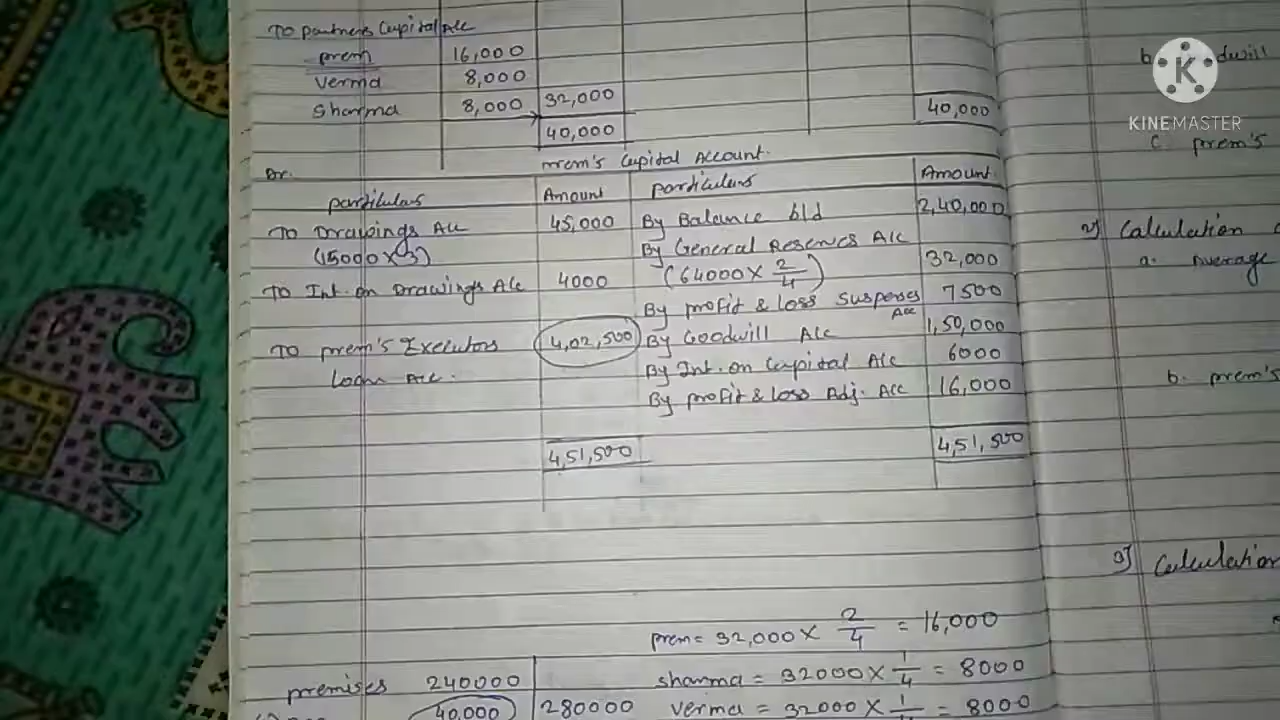 To partners Capital A/c
prem 16,000
Verma 8,000
Sharma 8,000 32,000 40,000
40,000
prem's Capital Account.
Dr.
particulars Amount particulars Amount
To Drawings A/c 45,000 By Balance b/d 2,40,000
(15000 x 3) By General Reserves A/c
(64000 x 2/4) 32,000
To Int. on Drawings A/c 4000
By profit & loss Suspenses A/c 7500
To prem's Executors 4,02,500 By Goodwill A/c 1,50,000
Loan A/c. By Int. on Capital A/c 6000
By profit & loss Adj. A/c 16,000
4,51,500 4,51,500
prem = 32,000 x 2/4 = 16,000
premises 240000 sharma = 32000 x 1/4 = 8000
40,000 280000 verma = 32000 x 1/4 = 8000
K
KINEMASTER
c. prem's
2) Calculation
a. Average
b. prem's
3) Calculation